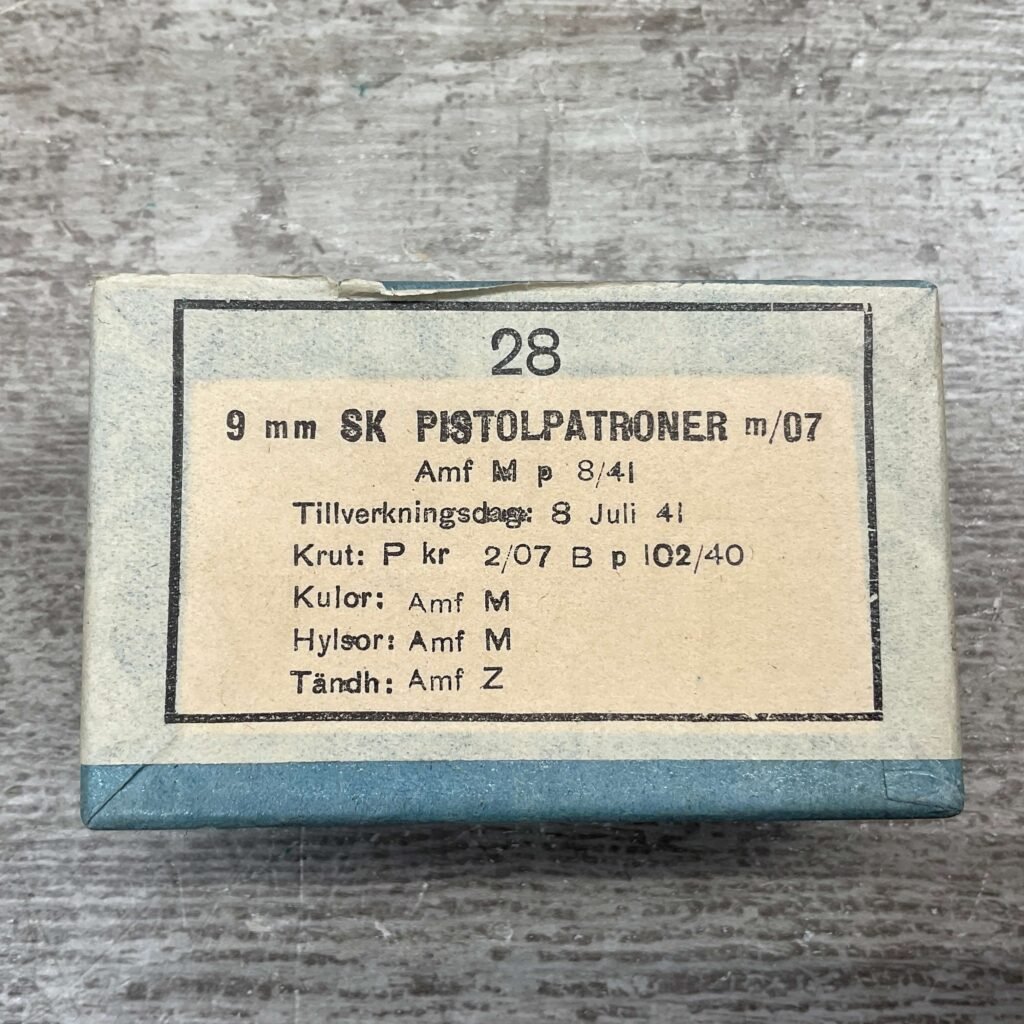 28
9 mm SK PISTOLPATRONER m/07
Amf M p 8/41
Tillverkningsdag: 8 Juli 41
Krut: P kr 2/07 B p 102/40
Kulor: Amf M
Hylsor: Amf M
Tändh: Amf Z